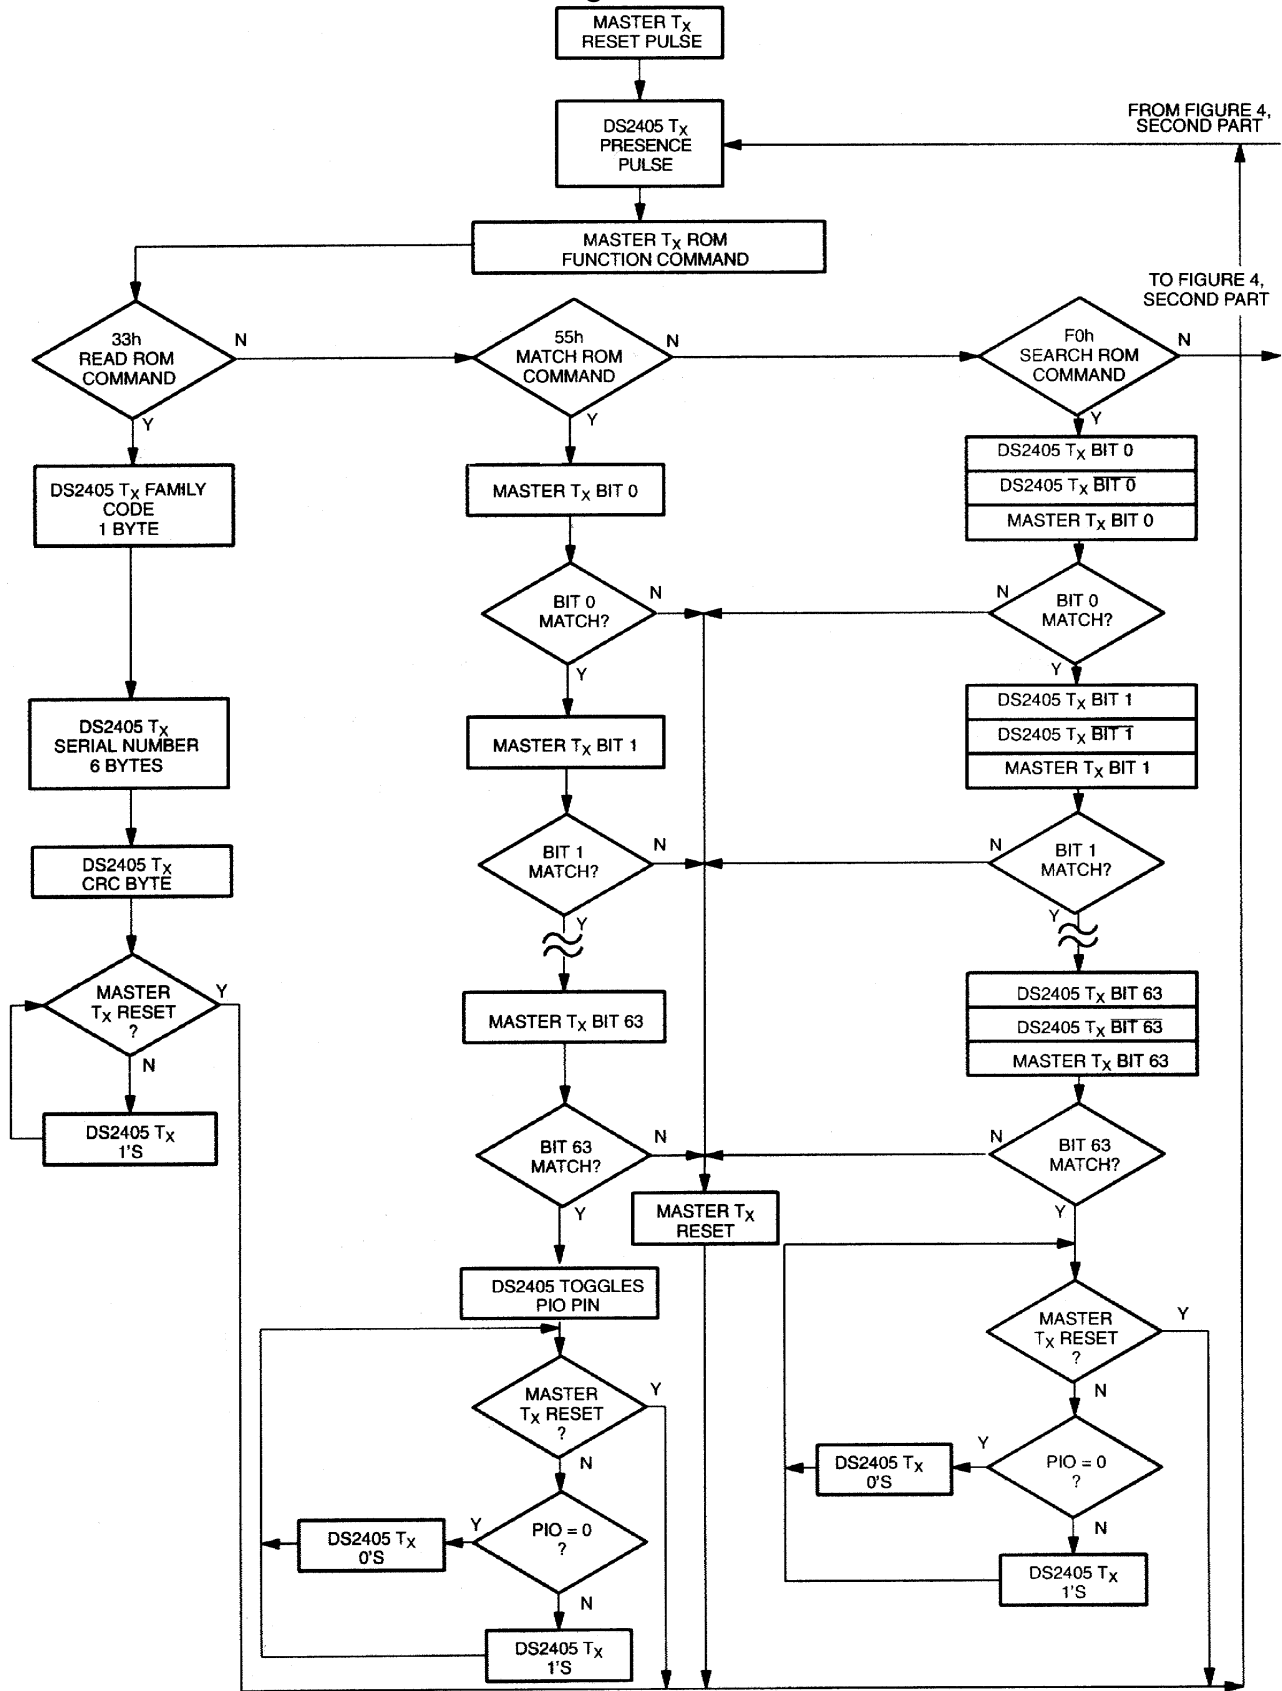 MASTER TX
RESET PULSE
DS2405 TX
PRESENCE
PULSE
FROM FIGURE 4,
SECOND PART
MASTER TX ROM
FUNCTION COMMAND
TO FIGURE 4,
SECOND PART
33h
READ ROM
COMMAND
N
Y
55h
MATCH ROM
COMMAND
N
Y
F0h
SEARCH ROM
COMMAND
N
Y
DS2405 TX FAMILY
CODE
1 BYTE
DS2405 TX
SERIAL NUMBER
6 BYTES
DS2405 TX
CRC BYTE
MASTER
TX RESET
?
Y
N
DS2405 TX
1'S
MASTER TX BIT 0
BIT 0
MATCH?
N
Y
MASTER TX BIT 1
BIT 1
MATCH?
N
Y
MASTER TX BIT 63
BIT 63
MATCH?
N
Y
DS2405 TOGGLES
PIO PIN
MASTER
TX RESET
?
Y
N
PIO = 0
?
Y
N
DS2405 TX
0'S
DS2405 TX
1'S
MASTER TX
RESET
DS2405 TX BIT 0
DS2405 TX BIT 0
MASTER TX BIT 0
BIT 0
MATCH?
N
Y
DS2405 TX BIT 1
DS2405 TX BIT 1
MASTER TX BIT 1
BIT 1
MATCH?
N
Y
DS2405 TX BIT 63
DS2405 TX BIT 63
MASTER TX BIT 63
BIT 63
MATCH?
N
Y
MASTER
TX RESET
?
Y
N
PIO = 0
?
Y
N
DS2405 TX
0'S
DS2405 TX
1'S